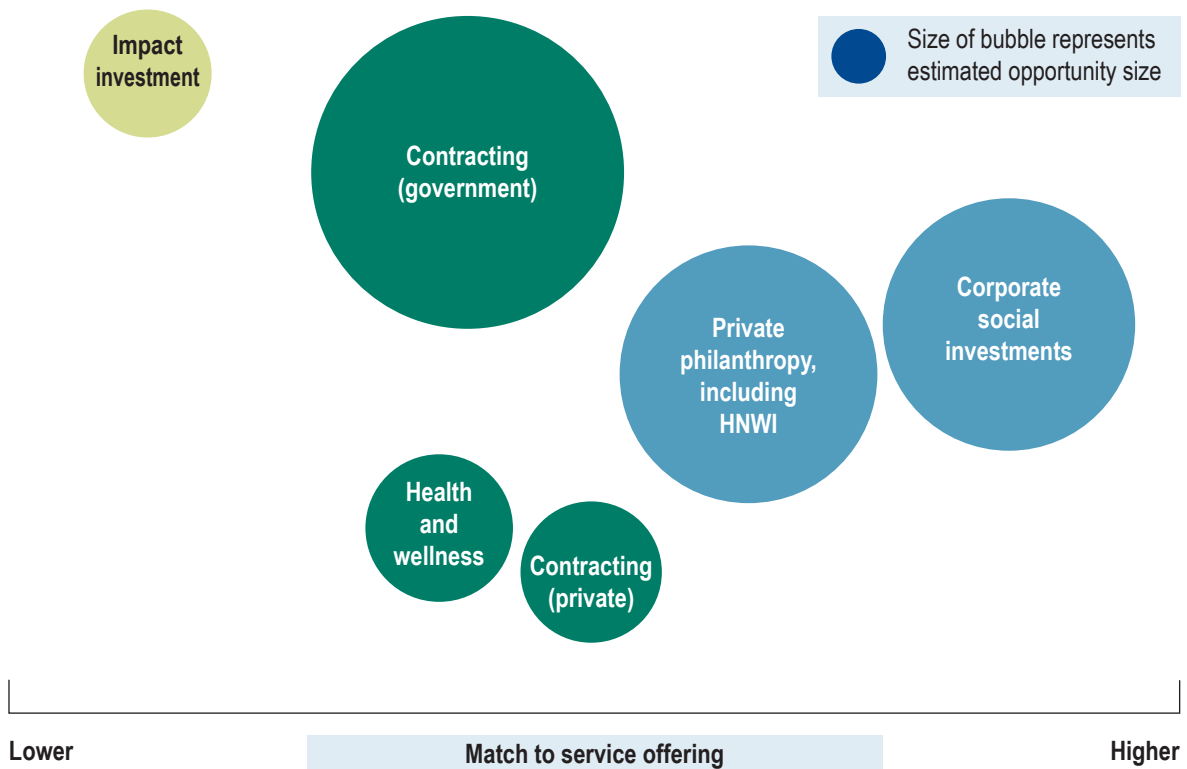 Impact
investment
Size of bubble represents
estimated opportunity size
Contracting
(government)
Corporate
social
investments
Private
philanthropy,
including
HNWI
Health
and
wellness
Contracting
(private)
Lower
Match to service offering
Higher